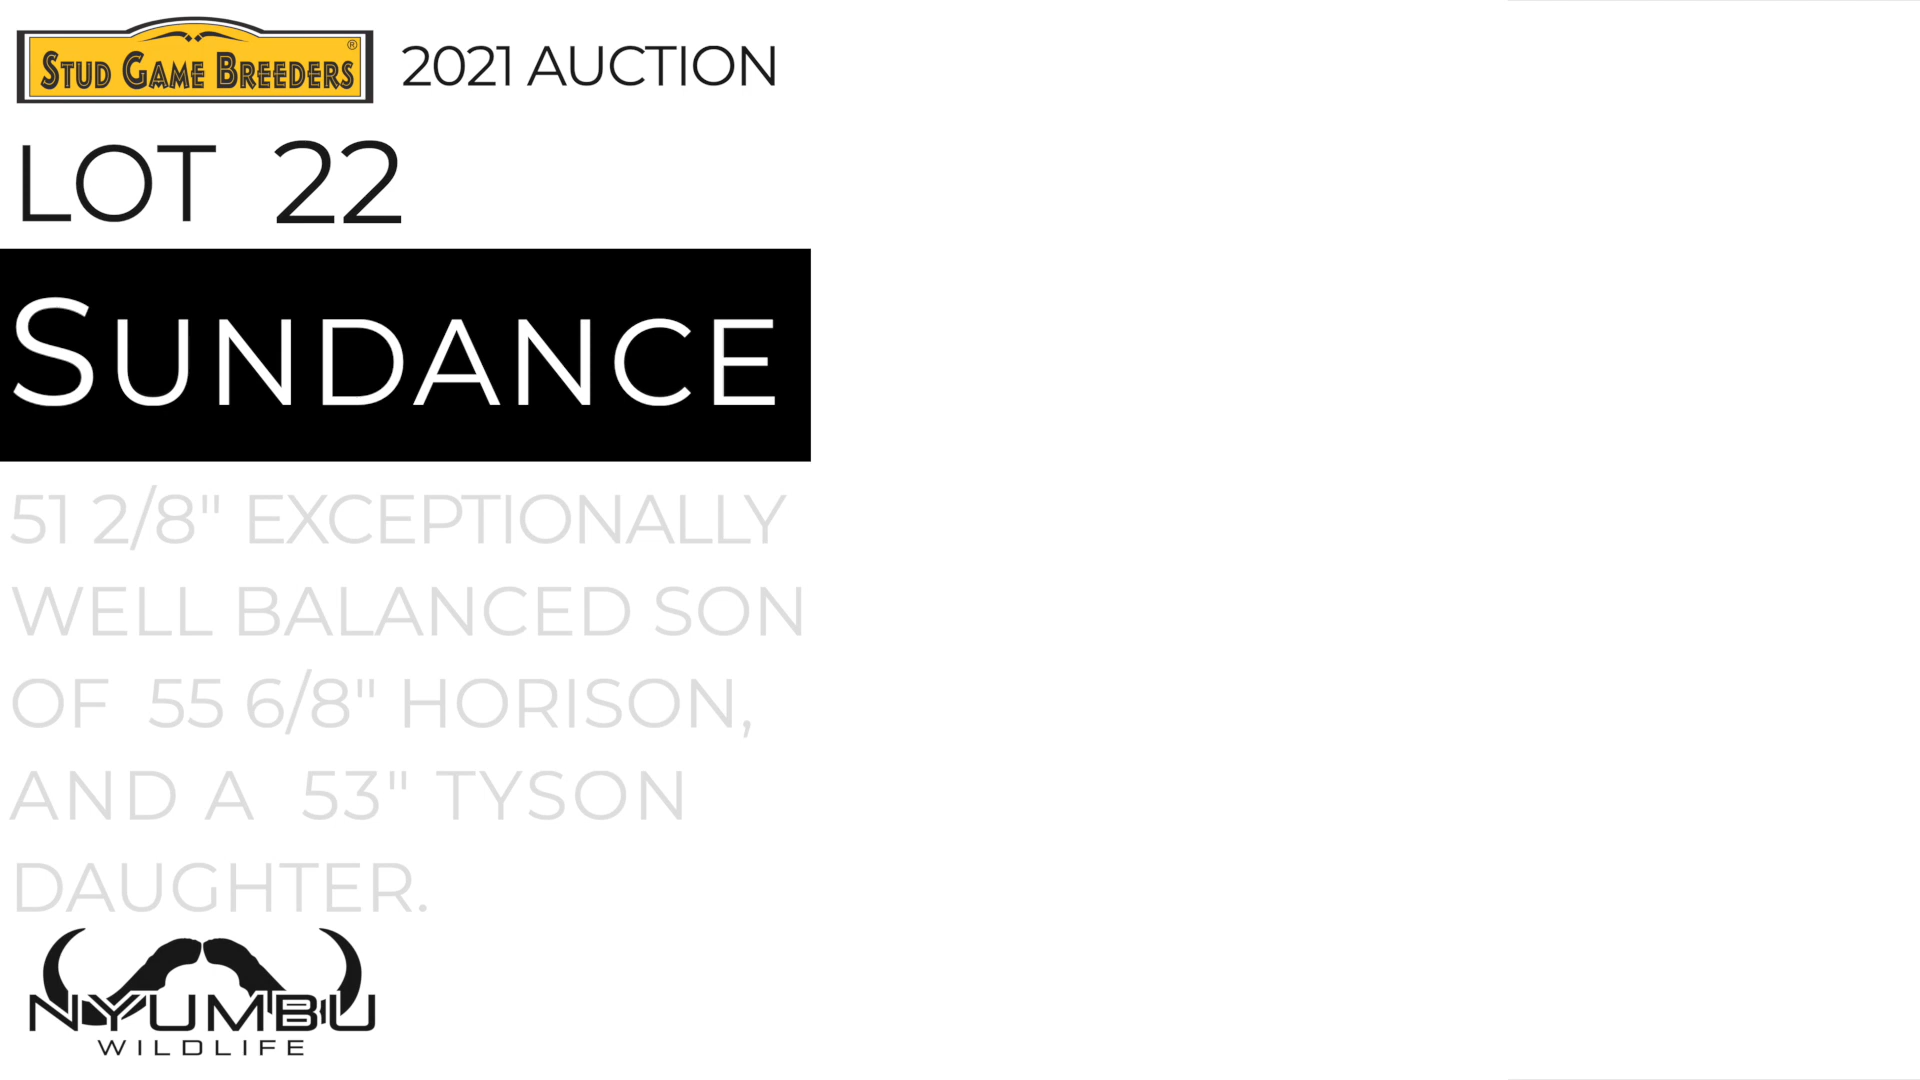 STUD GAME BREEDERS ® 2021 AUCTION
LOT 22
SUNDANCE
51 2/8" EXCEPTIONALLY
WELL BALANCED SON
OF 55 6/8" HORISON,
AND A 53" TYSON
DAUGHTER.
NYUMBU
WILDLIFE